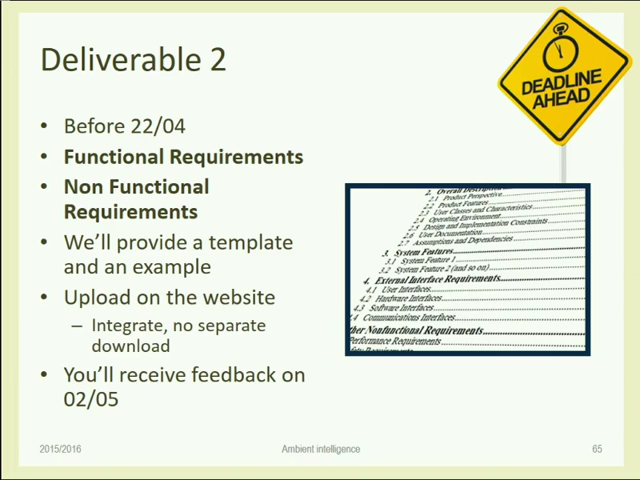 Deliverable 2
DEADLINE
AHEAD
• Before 22/04
• Functional Requirements
• Non Functional
Requirements
• We'll provide a template
and an example
• Upload on the website
– Integrate, no separate
download
• You'll receive feedback on
02/05
2. Overall Descript
2.1 Product Perspective
2.2 Product Features
2.3 User Classes and Characteristics
2.4 Operating Environment
2.5 Design and Implementation Constraints
2.6 User Documentation
2.7 Assumptions and Dependencies
3. System Features
3.1 System Feature 1
3.2 System Feature 2 (and so on)
4. External Interface Requirements
4.1 User Interfaces
4.2 Hardware Interfaces
4.3 Software Interfaces
4.4 Communications Interfaces
ther Nonfunctional Requirements
Performance Requirements
2015/2016
Ambient intelligence
65